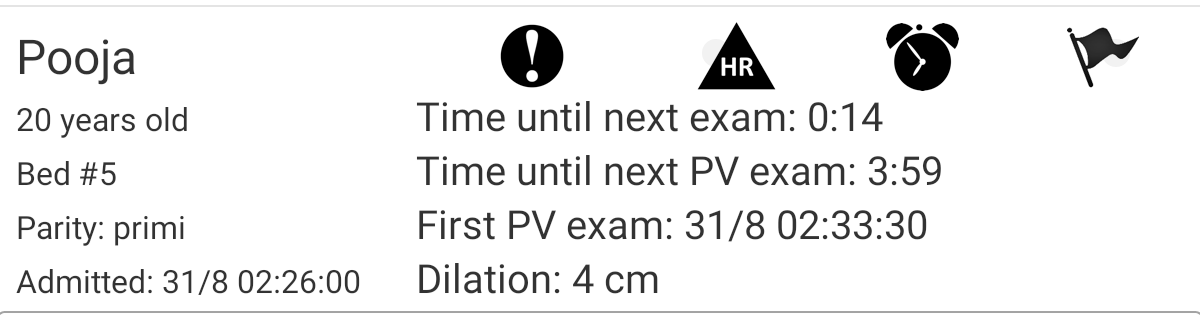 Pooja
HR
20 years old
Time until next exam: 0:14
Bed #5
Time until next PV exam: 3:59
Parity: primi
First PV exam: 31/8 02:33:30
Admitted: 31/8 02:26:00
Dilation: 4 cm